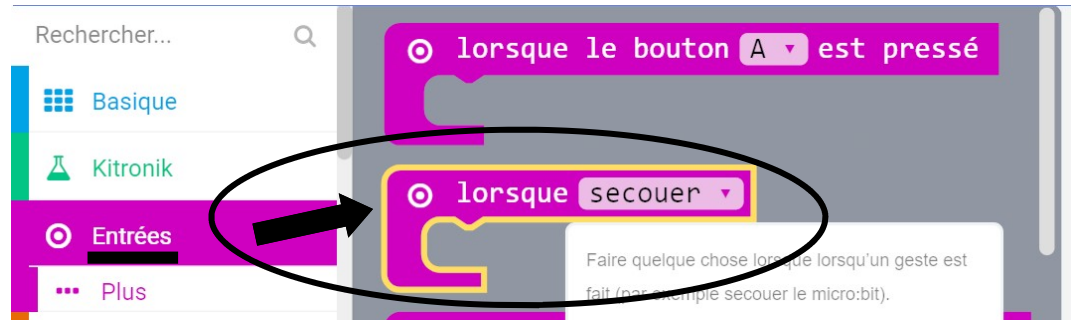 Rechercher...
Basique
Kitronik
Entrées
Plus
lorsque le bouton A est pressé
lorsque secouer
Faire quelque chose lorsque lorsqu'un geste est
fait (par exemple secouer le micro:bit).